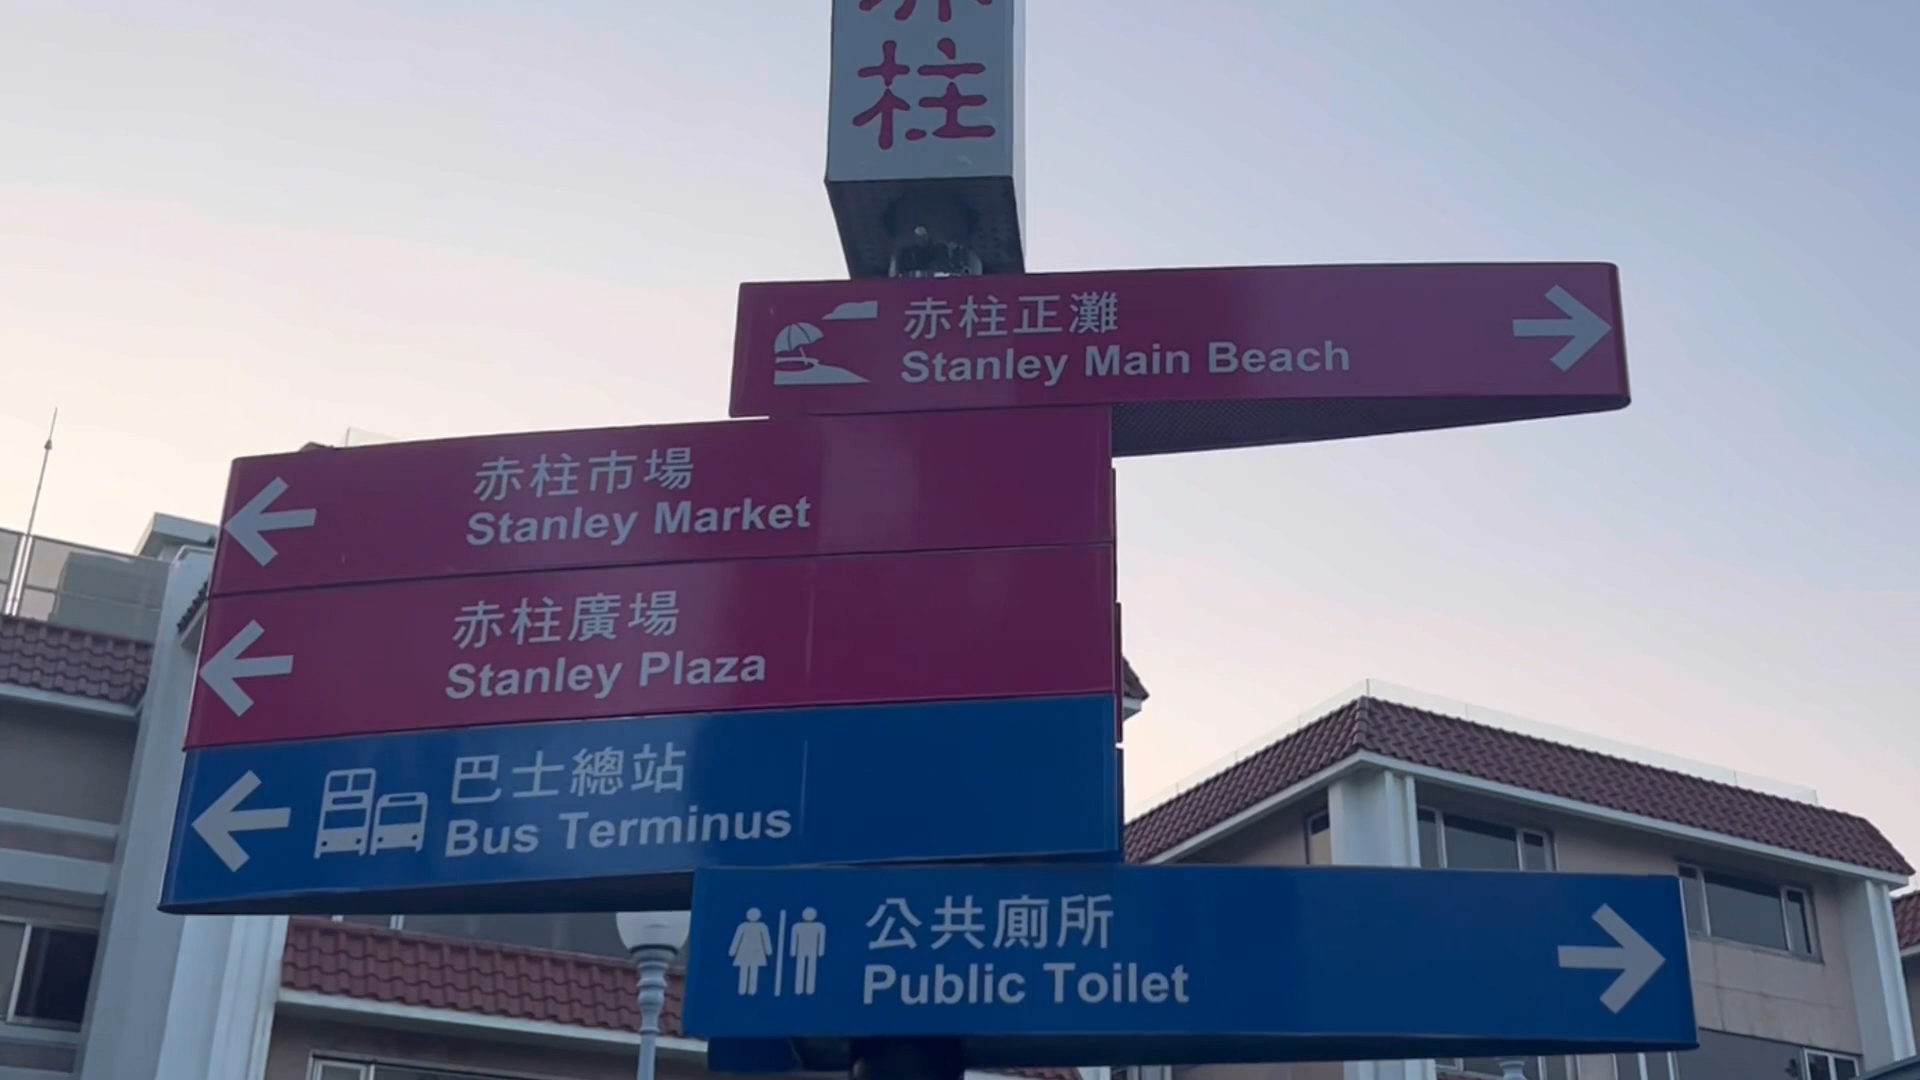 赤柱
赤柱正灘
Stanley Main Beach
赤柱市場
Stanley Market
赤柱廣場
Stanley Plaza
巴士總站
Bus Terminus
公共廁所
Public Toilet